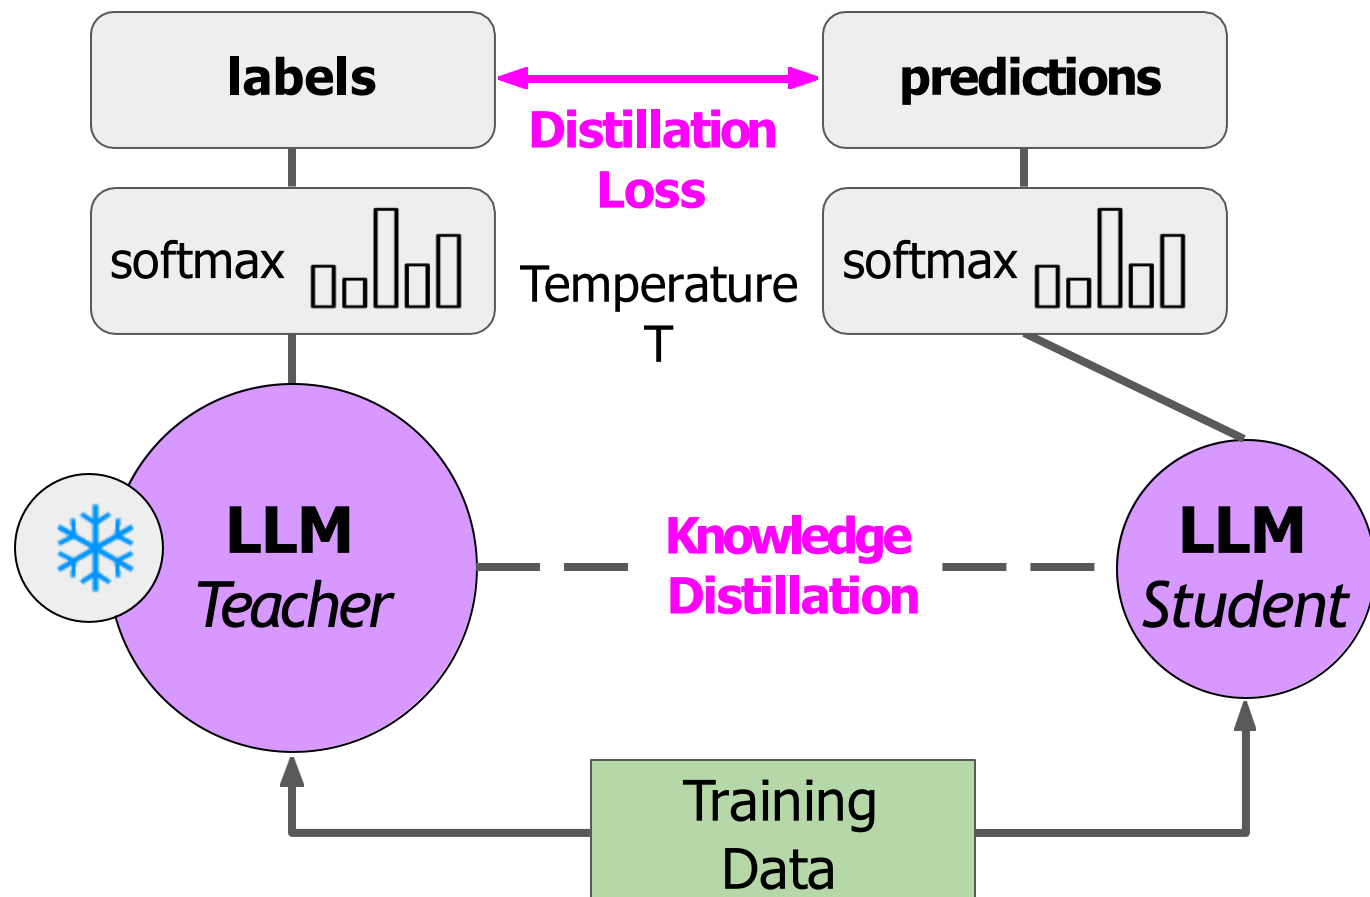 labels
predictions
Distillation
Loss
softmax
softmax
Temperature
T
LLM
Teacher
Knowledge
Distillation
LLM
Student
Training
Data